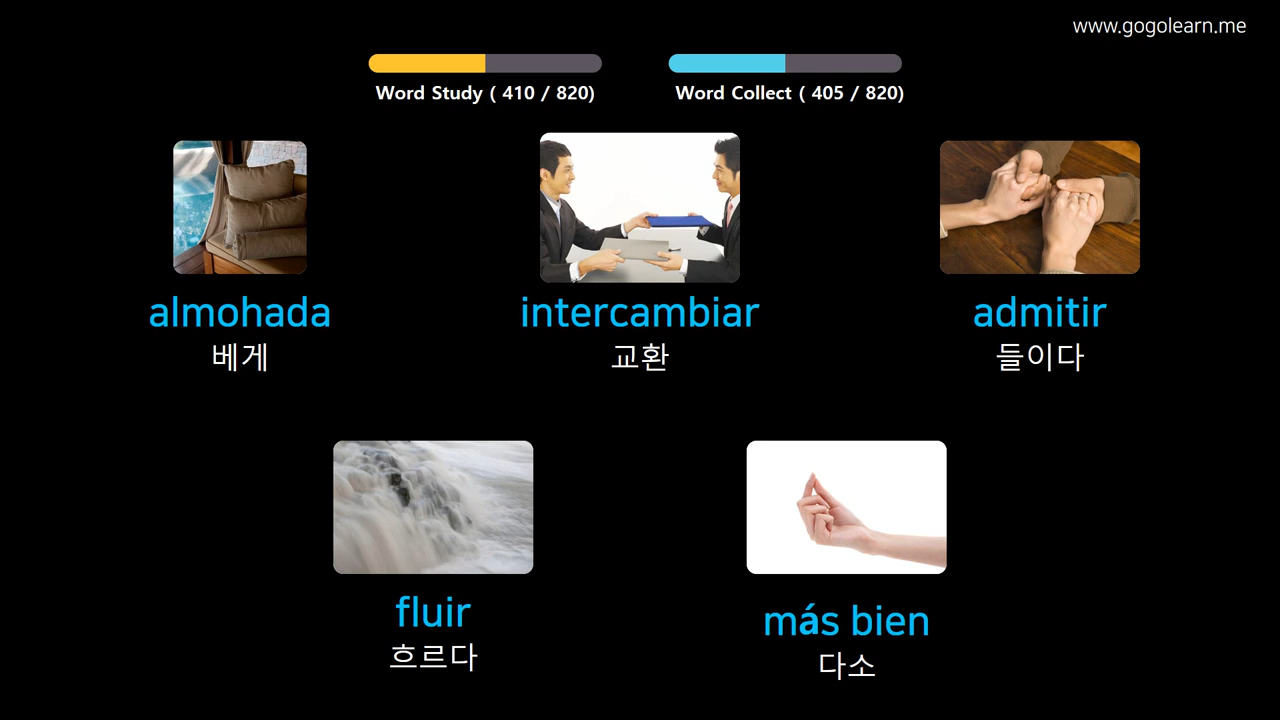 www.gogolearn.me
Word Study ( 410 / 820)
Word Collect ( 405 / 820)
almohada
베게
intercambiar
교환
admitir
들이다
fluir
흐르다
más bien
다소